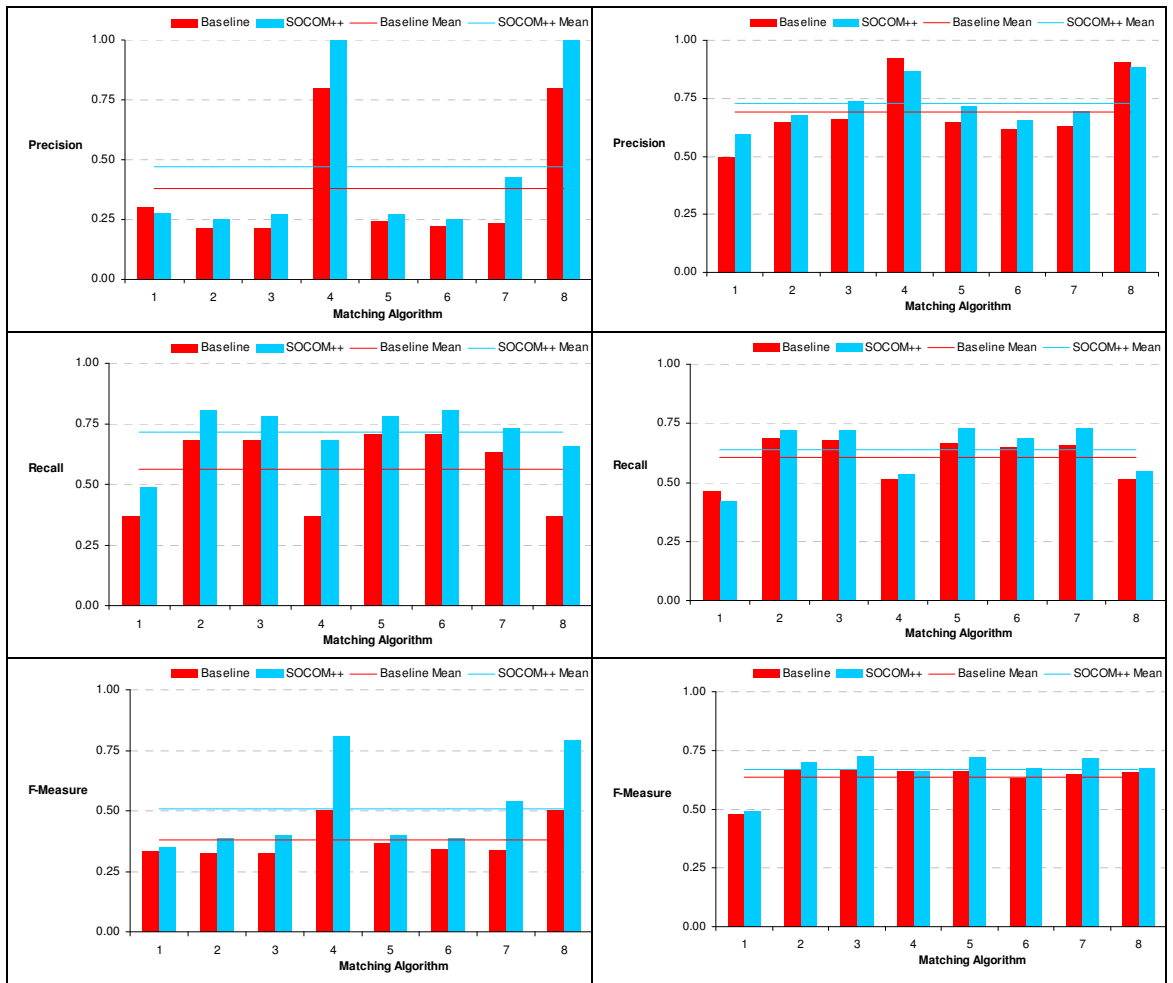 Baseline SOCOM++ Baseline Mean SOCOM++ Mean
1.00
0.75
Precision
0.50
0.25
0.00
1 2 3 4 5 6 7 8
Matching Algorithm
Baseline SOCOM++ Baseline Mean SOCOM++ Mean
1.00
0.75
Precision
0.50
0.25
0.00
1 2 3 4 5 6 7 8
Matching Algorithm
Baseline SOCOM++ Baseline Mean SOCOM++ Mean
1.00
0.75
Recall
0.50
0.25
0.00
1 2 3 4 5 6 7 8
Matching Algorithm
Baseline SOCOM++ Baseline Mean SOCOM++ Mean
1.00
0.75
Recall
0.50
0.25
0.00
1 2 3 4 5 6 7 8
Matching Algorithm
Baseline SOCOM++ Baseline Mean SOCOM++ Mean
1.00
0.75
F-Measure
0.50
0.25
0.00
1 2 3 4 5 6 7 8
Matching Algorithm
Baseline SOCOM++ Baseline Mean SOCOM++ Mean
1.00
0.75
F-Measure
0.50
0.25
0.00
1 2 3 4 5 6 7 8
Matching Algorithm